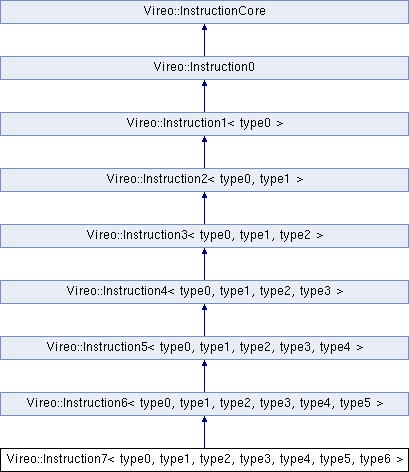 Vireo::InstructionCore
Vireo::Instruction0
Vireo::Instruction1< type0 >
Vireo::Instruction2< type0, type1 >
Vireo::Instruction3< type0, type1, type2 >
Vireo::Instruction4< type0, type1, type2, type3 >
Vireo::Instruction5< type0, type1, type2, type3, type4 >
Vireo::Instruction6< type0, type1, type2, type3, type4, type5 >
Vireo::Instruction7< type0, type1, type2, type3, type4, type5, type6 >